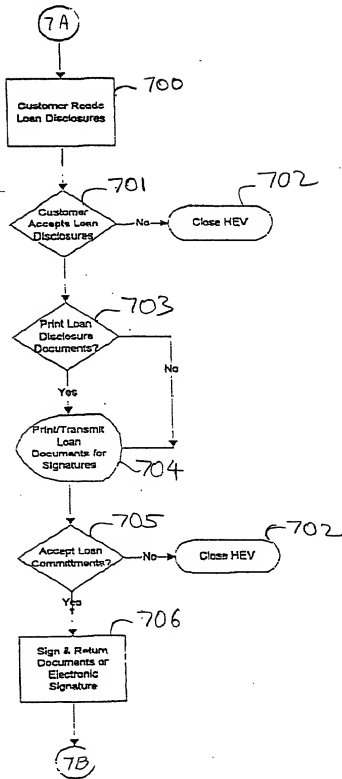 7A
700
Customer Reads
Loan Disclosures
701
Customer
Accepts Loan
Disclosures
No
702
Close HEV
703
Print Loan
Disclosure
Documents?
No
Yes
Print/Transmit
Loan
Documents for
Signatures
704
705
Accept Loan
Committments?
No
702
Close HEV
Yes
706
Sign & Return
Documents or
Electronic
Signature
7B